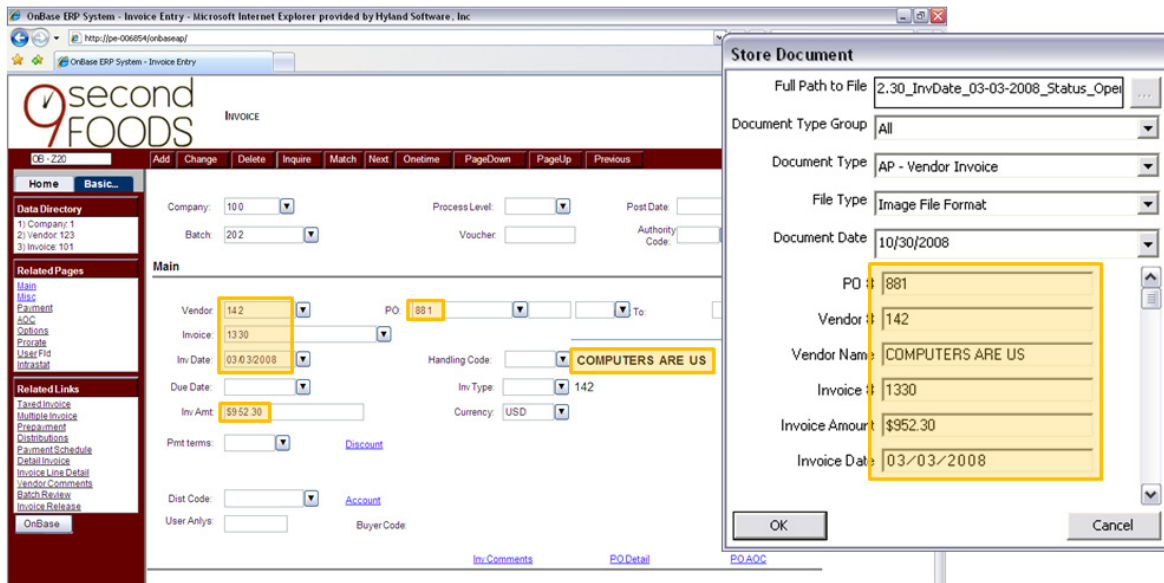 OnBase ERP System - Invoice Entry - Microsoft Internet Explorer provided by Hyland Software, Inc
http://pe-006854/onbaseap/
OnBase ERP System - Invoice Entry
9 second FOODS
INVOICE
OB - Z20
Add Change Delete Inquire Match Next Onetime PageDown PageUp Previous
Home Basic...
Data Directory
1) Company: 1
2) Vendor: 123
3) Invoice: 101
Related Pages
Main
Misc
Payment
AOC
Options
Prorate
User Fld
Intrastat
Related Links
Taxed Invoice
Multiple Invoice
Prepayment
Distributions
Payment Schedule
Detail Invoice
Invoice Line Detail
Vendor Comments
Batch Review
Invoice Release
OnBase
Company: 100 Process Level: Post Date:
Batch: 202 Voucher: Authority Code:
Main
Vendor: 142 PO: 881 To:
Invoice: 1330
Inv Date: 03/03/2008 Handling Code: COMPUTERS ARE US
Due Date: Inv Type: 142
Inv Amt: $952.30 Currency: USD
Pmt terms: Discount
Dist Code: Account
User Anlys: Buyer Code:
Inv Comments PO Detail PO AOC
Store Document
Full Path to File 2.30_InvDate_03-03-2008_Status_Oper ...
Document Type Group All
Document Type AP - Vendor Invoice
File Type Image File Format
Document Date 10/30/2008
PO # 881
Vendor # 142
Vendor Name COMPUTERS ARE US
Invoice # 1330
Invoice Amount $952.30
Invoice Date 03/03/2008
OK Cancel